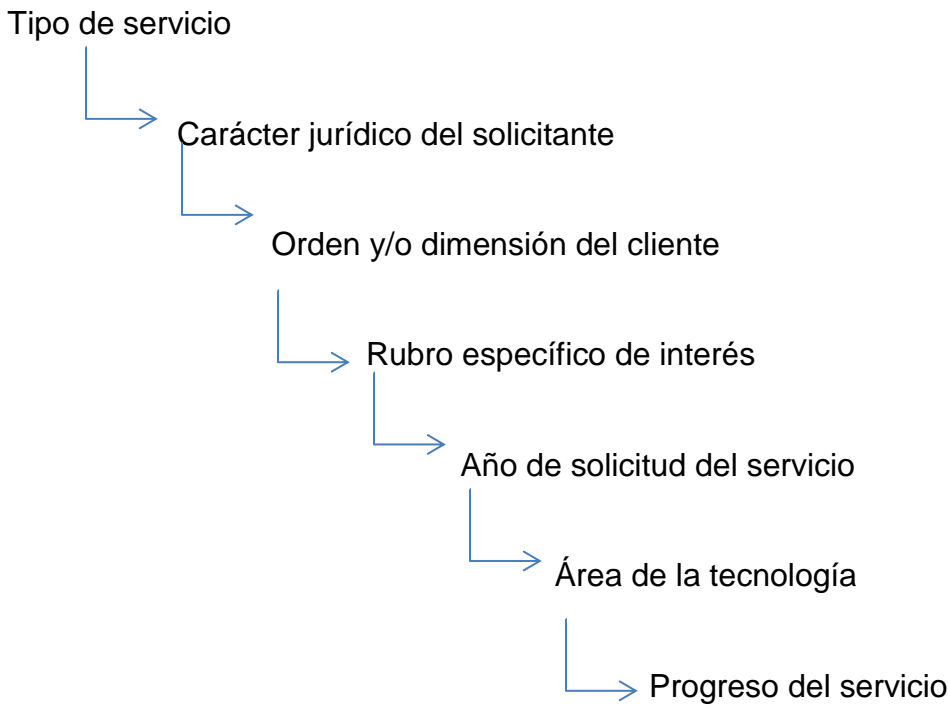 Tipo de servicio
Carácter jurídico del solicitante
Orden y/o dimensión del cliente
Rubro específico de interés
Año de solicitud del servicio
Área de la tecnología
Progreso del servicio